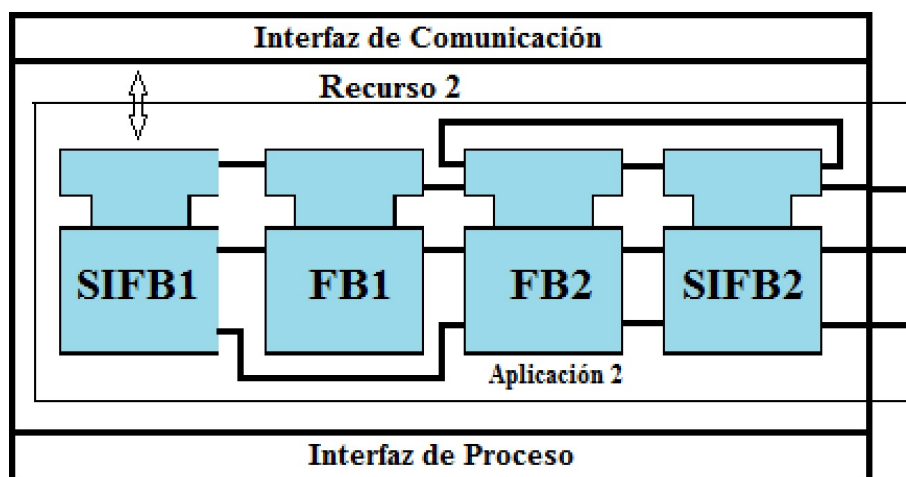 Interfaz de Comunicación
Recurso 2
SIFB1
FB1
FB2
SIFB2
Aplicación 2
Interfaz de Proceso